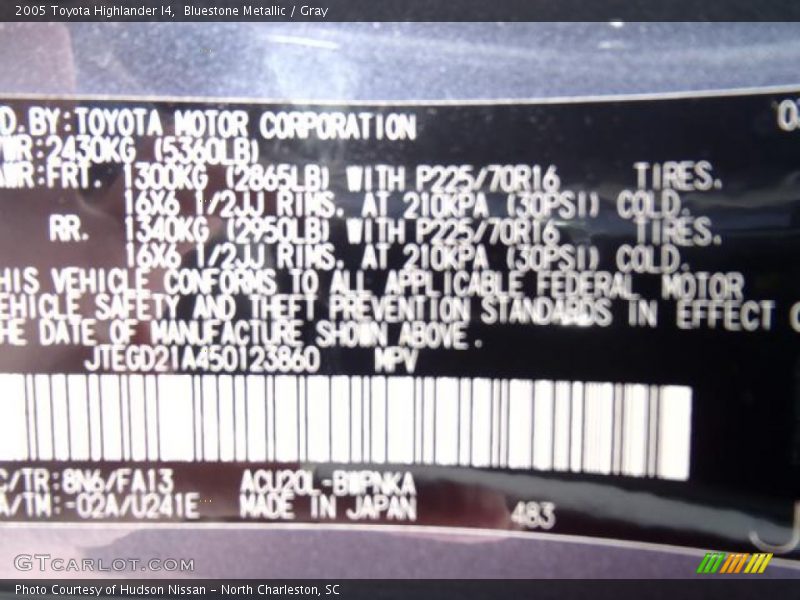 2005 Toyota Highlander I4, Bluestone Metallic / Gray
D.BY:TOYOTA MOTOR CORPORATION
WR:2430KG (5360LB)
AWR:FRT. 1300KG (2865LB) WITH P225/70R16 TIRES.
16X6 1/2JJ RIMS. AT 210KPA (30PSI) COLD.
RR. 1340KG (2950LB) WITH P225/70R16 TIRES.
16X6 1/2JJ RIMS. AT 210KPA (30PSI) COLD.
HIS VEHICLE CONFORMS TO ALL APPLICABLE FEDERAL MOTOR
EHICLE SAFETY AND THEFT PREVENTION STANDARDS IN EFFECT O
HE DATE OF MANUFACTURE SHOWN ABOVE.
JTEGD21A450123860 MPV
C/TR:8N6/FA13 ACU20L-BWPNKA
A/TM:-02A/U241E MADE IN JAPAN 483
GTCARLOT.COM
Photo Courtesy of Hudson Nissan - North Charleston, SC